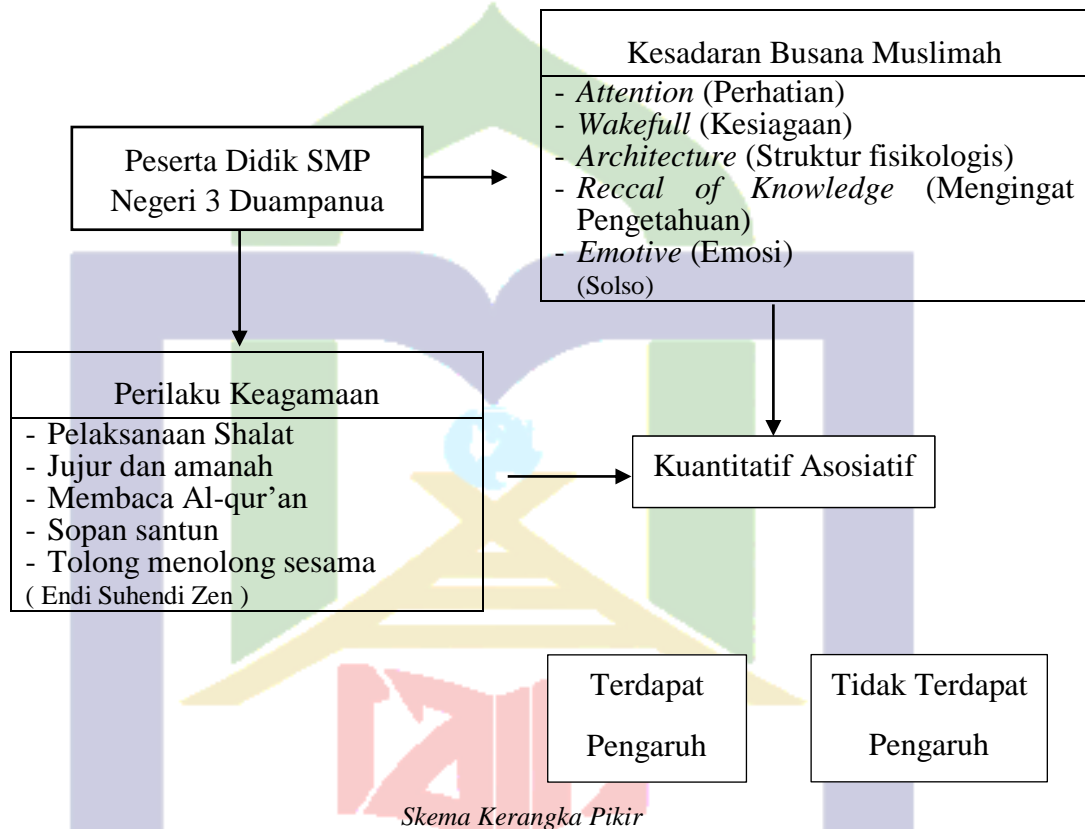 Kesadaran Busana Muslimah
- Attention (Perhatian)
- Wakefull (Kesiagaan)
- Architecture (Struktur fisikologis)
- Reccal of Knowledge (Mengingat
Pengetahuan)
- Emotive (Emosi)
(Solso)
Peserta Didik SMP
Negeri 3 Duampanua
Perilaku Keagamaan
- Pelaksanaan Shalat
- Jujur dan amanah
- Membaca Al-qur’an
- Sopan santun
- Tolong menolong sesama
( Endi Suhendi Zen )
Kuantitatif Asosiatif
Terdapat
Pengaruh
Tidak Terdapat
Pengaruh
Skema Kerangka Pikir